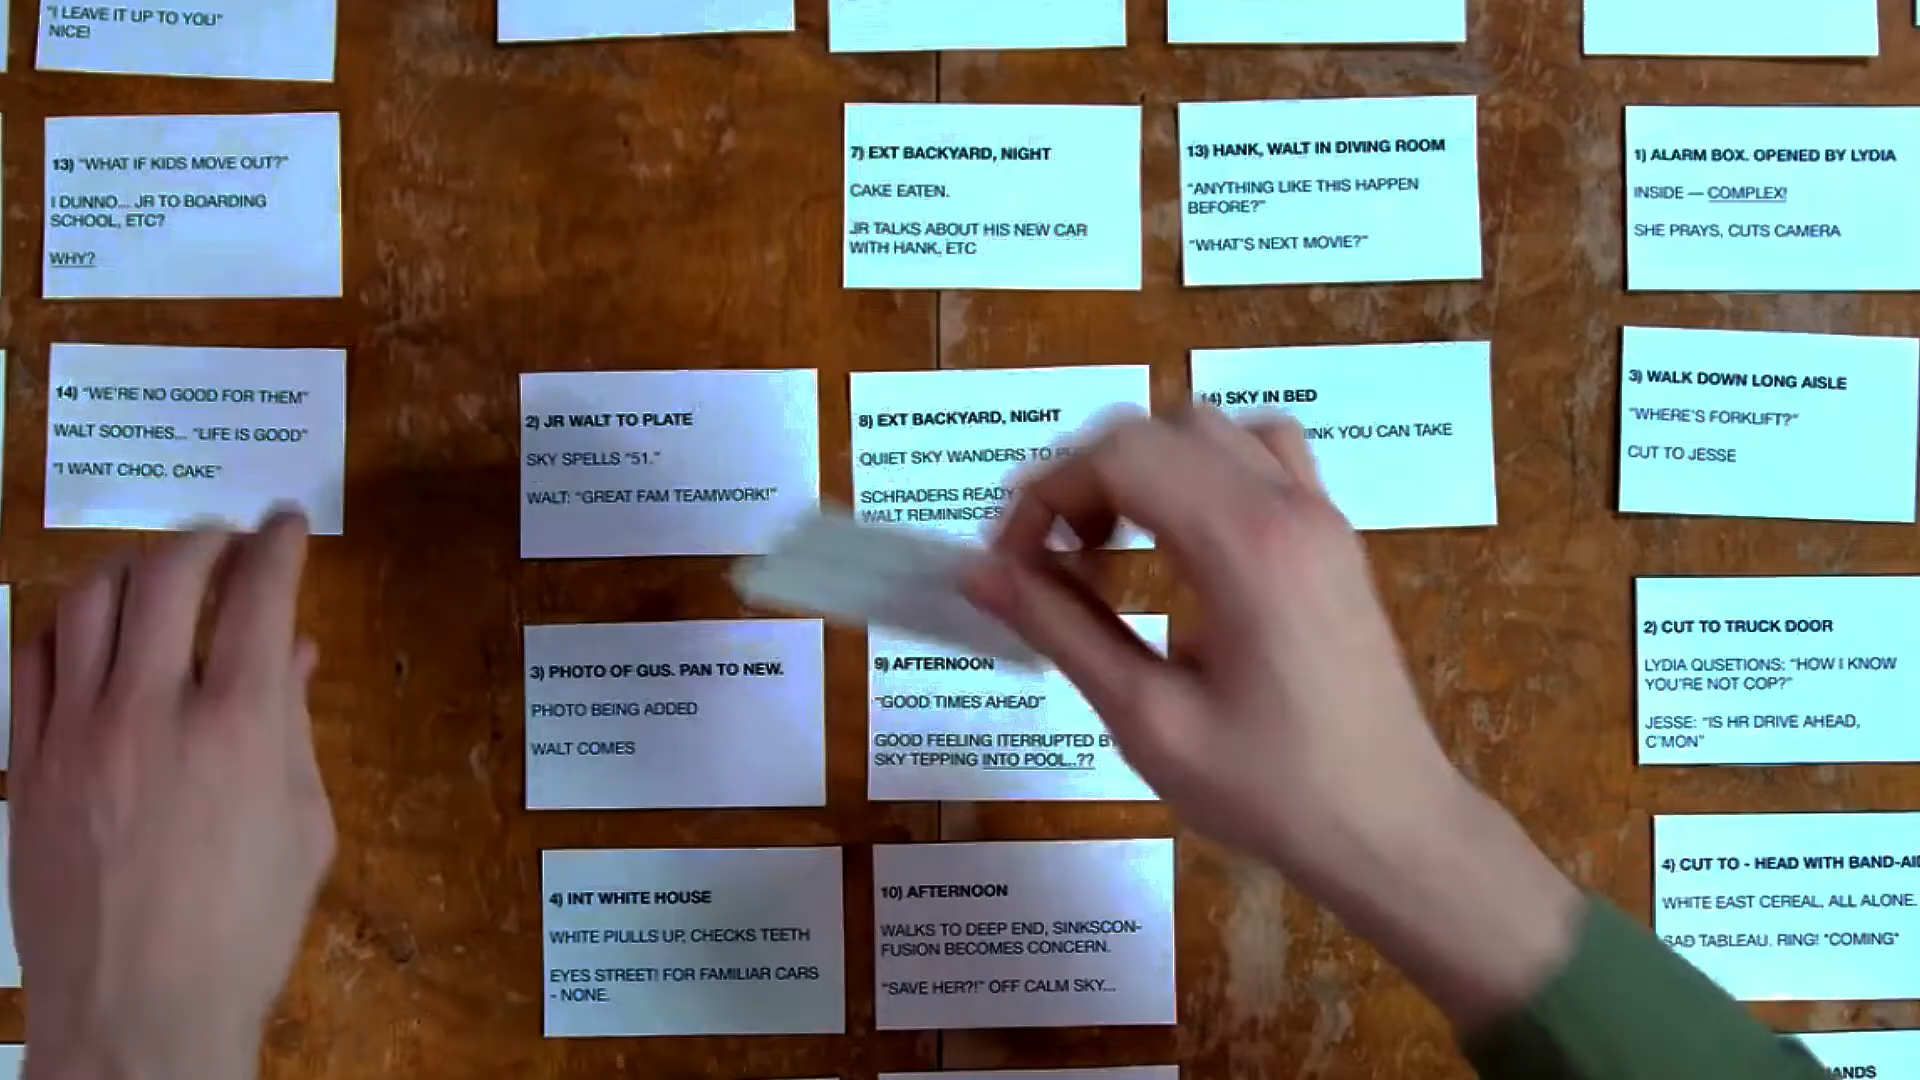 "I LEAVE IT UP TO YOU"
NICE!
13) "WHAT IF KIDS MOVE OUT?"
I DUNNO... JR TO BOARDING
SCHOOL, ETC?
WHY?
14) "WE'RE NO GOOD FOR THEM"
WALT SOOTHES... "LIFE IS GOOD"
"I WANT CHOC. CAKE"
2) JR WALT TO PLATE
SKY SPELLS "51."
WALT: "GREAT FAM TEAMWORK!"
3) PHOTO OF GUS. PAN TO NEW.
PHOTO BEING ADDED
WALT COMES
4) INT WHITE HOUSE
WHITE PIULLS UP, CHECKS TEETH
EYES STREET! FOR FAMILIAR CARS
- NONE.
7) EXT BACKYARD, NIGHT
CAKE EATEN.
JR TALKS ABOUT HIS NEW CAR
WITH HANK, ETC
8) EXT BACKYARD, NIGHT
QUIET SKY WANDERS TO
SCHRADERS READY
WALT REMINISCES
9) AFTERNOON
"GOOD TIMES AHEAD"
GOOD FEELING ITERRUPTED
SKY TEPPING INTO POOL..??
10) AFTERNOON
WALKS TO DEEP END, SINKSCON-
FUSION BECOMES CONCERN.
"SAVE HER?!" OFF CALM SKY...
13) HANK, WALT IN DIVING ROOM
"ANYTHING LIKE THIS HAPPEN
BEFORE?"
"WHAT'S NEXT MOVIE?"
14) SKY IN BED
YOU CAN TAKE
1) ALARM BOX. OPENED BY LYDIA
INSIDE — COMPLEX!
SHE PRAYS, CUTS CAMERA
3) WALK DOWN LONG AISLE
"WHERE'S FORKLIFT?"
CUT TO JESSE
2) CUT TO TRUCK DOOR
LYDIA QUSETIONS: "HOW I KNOW
YOU'RE NOT COP?"
JESSE: "IS HR DRIVE AHEAD,
C'MON"
4) CUT TO - HEAD WITH BAND-AID
WHITE EAST CEREAL, ALL ALONE.
SAD TABLEAU. RING! "COMING"